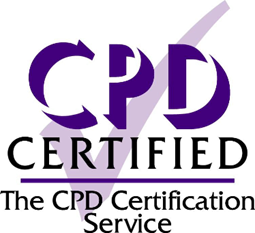 CPD
CERTIFIED
The CPD Certification
Service